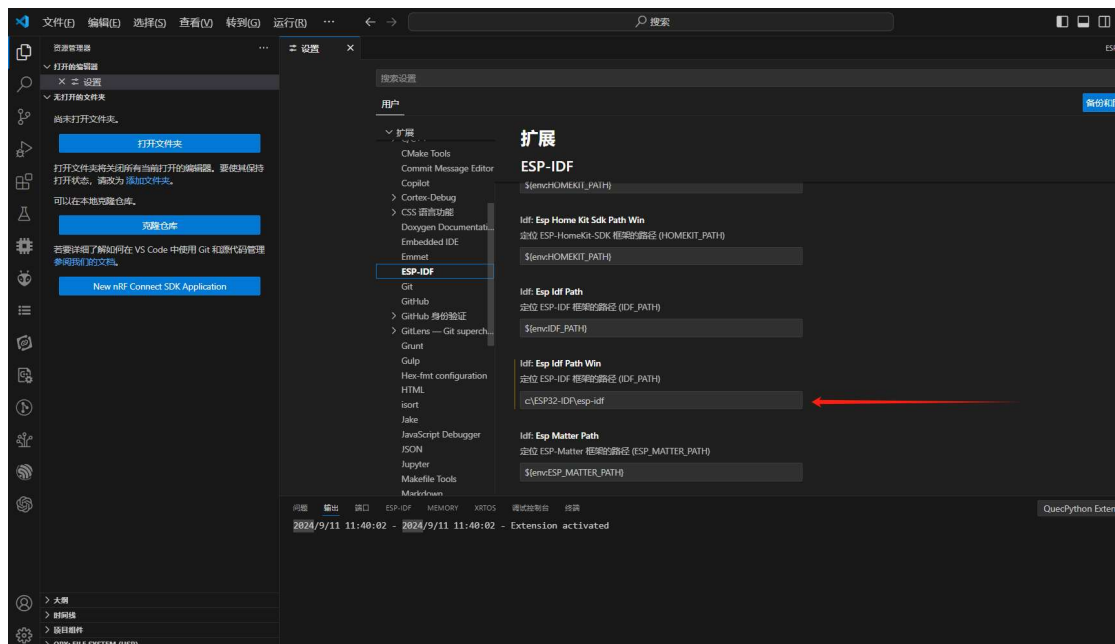 文件(F) 编辑(E) 选择(S) 查看(V) 转到(G) 运行(R) ··· 搜索
资源管理器 ···
打开的编辑器
设置
无打开的文件夹
尚未打开文件夹。
打开文件夹
打开文件夹将关闭所有当前打开的编辑器。要使其保持
打开状态，请改为 添加文件夹。
可以在本地克隆仓库。
克隆仓库
若要详细了解如何在 VS Code 中使用 Git 和源代码管理
参阅我们的文档。
New nRF Connect SDK Application
大纲
时间线
项目组件
设置
搜索设置
用户
扩展
CMake Tools
Commit Message Editor
Copilot
Cortex-Debug
CSS 语言功能
Doxygen Documentati...
Embedded IDE
Emmet
ESP-IDF
Git
GitHub
GitHub 身份验证
GitLens — Git superch...
Grunt
Gulp
Hex-fmt configuration
HTML
isort
Jake
JavaScript Debugger
JSON
Jupyter
Makefile Tools
Markdown
扩展
ESP-IDF
${env:HOMEKIT_PATH}
Idf: Esp Home Kit Sdk Path Win
定位 ESP-HomeKit-SDK 框架的路径 (HOMEKIT_PATH)
${env:HOMEKIT_PATH}
Idf: Esp Idf Path
定位 ESP-IDF 框架的路径 (IDF_PATH)
${env:IDF_PATH}
Idf: Esp Idf Path Win
定位 ESP-IDF 框架的路径 (IDF_PATH)
c:\ESP32-IDF\esp-idf
Idf: Esp Matter Path
定位 ESP-Matter 框架的路径 (ESP_MATTER_PATH)
${env:ESP_MATTER_PATH}
问题 输出 端口 ESP-IDF MEMORY XRTOS 调试控制台 终端
QuecPython Exten
2024/9/11 11:40:02 - 2024/9/11 11:40:02 - Extension activated